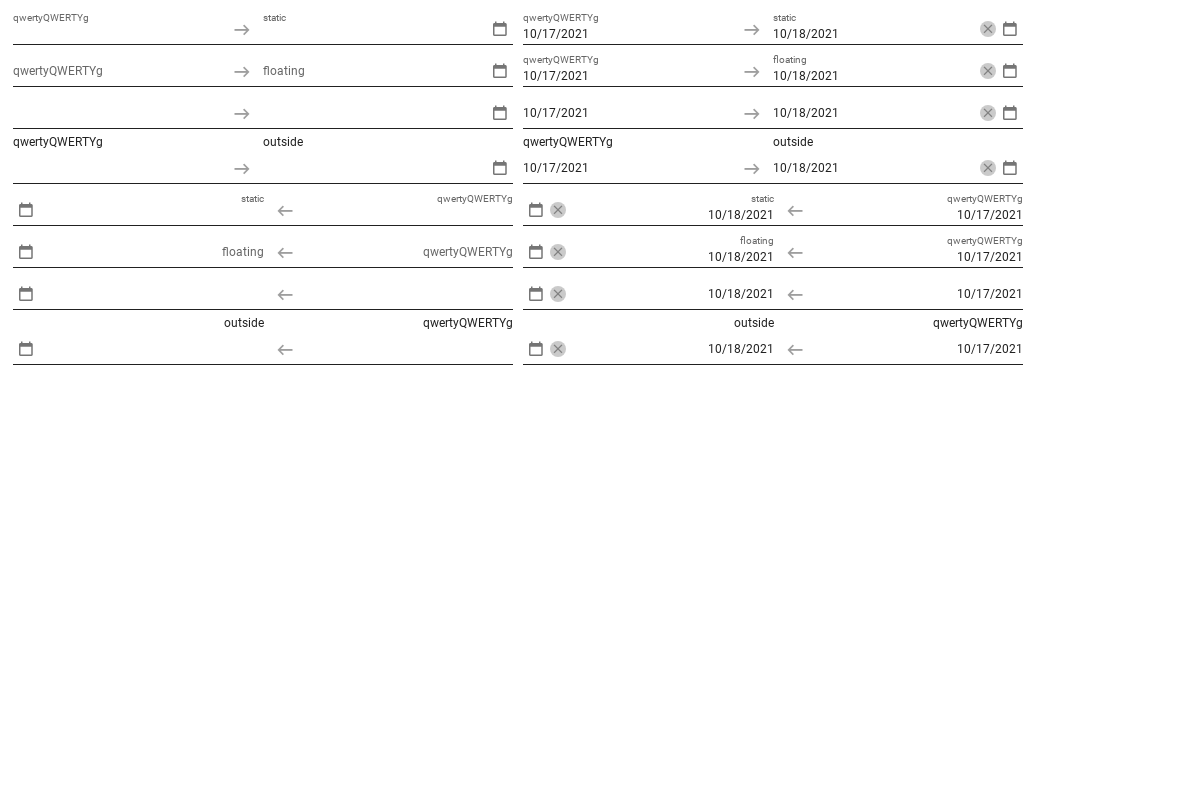 qwertyQWERTYg static qwertyQWERTYg static
10/17/2021 10/18/2021
qwertyQWERTYg floating qwertyQWERTYg floating
10/17/2021 10/18/2021
10/17/2021 10/18/2021
qwertyQWERTYg outside qwertyQWERTYg outside
10/17/2021 10/18/2021
static qwertyQWERTYg static qwertyQWERTYg
10/18/2021 10/17/2021
floating qwertyQWERTYg floating qwertyQWERTYg
10/18/2021 10/17/2021
10/18/2021 10/17/2021
outside qwertyQWERTYg outside qwertyQWERTYg
10/18/2021 10/17/2021